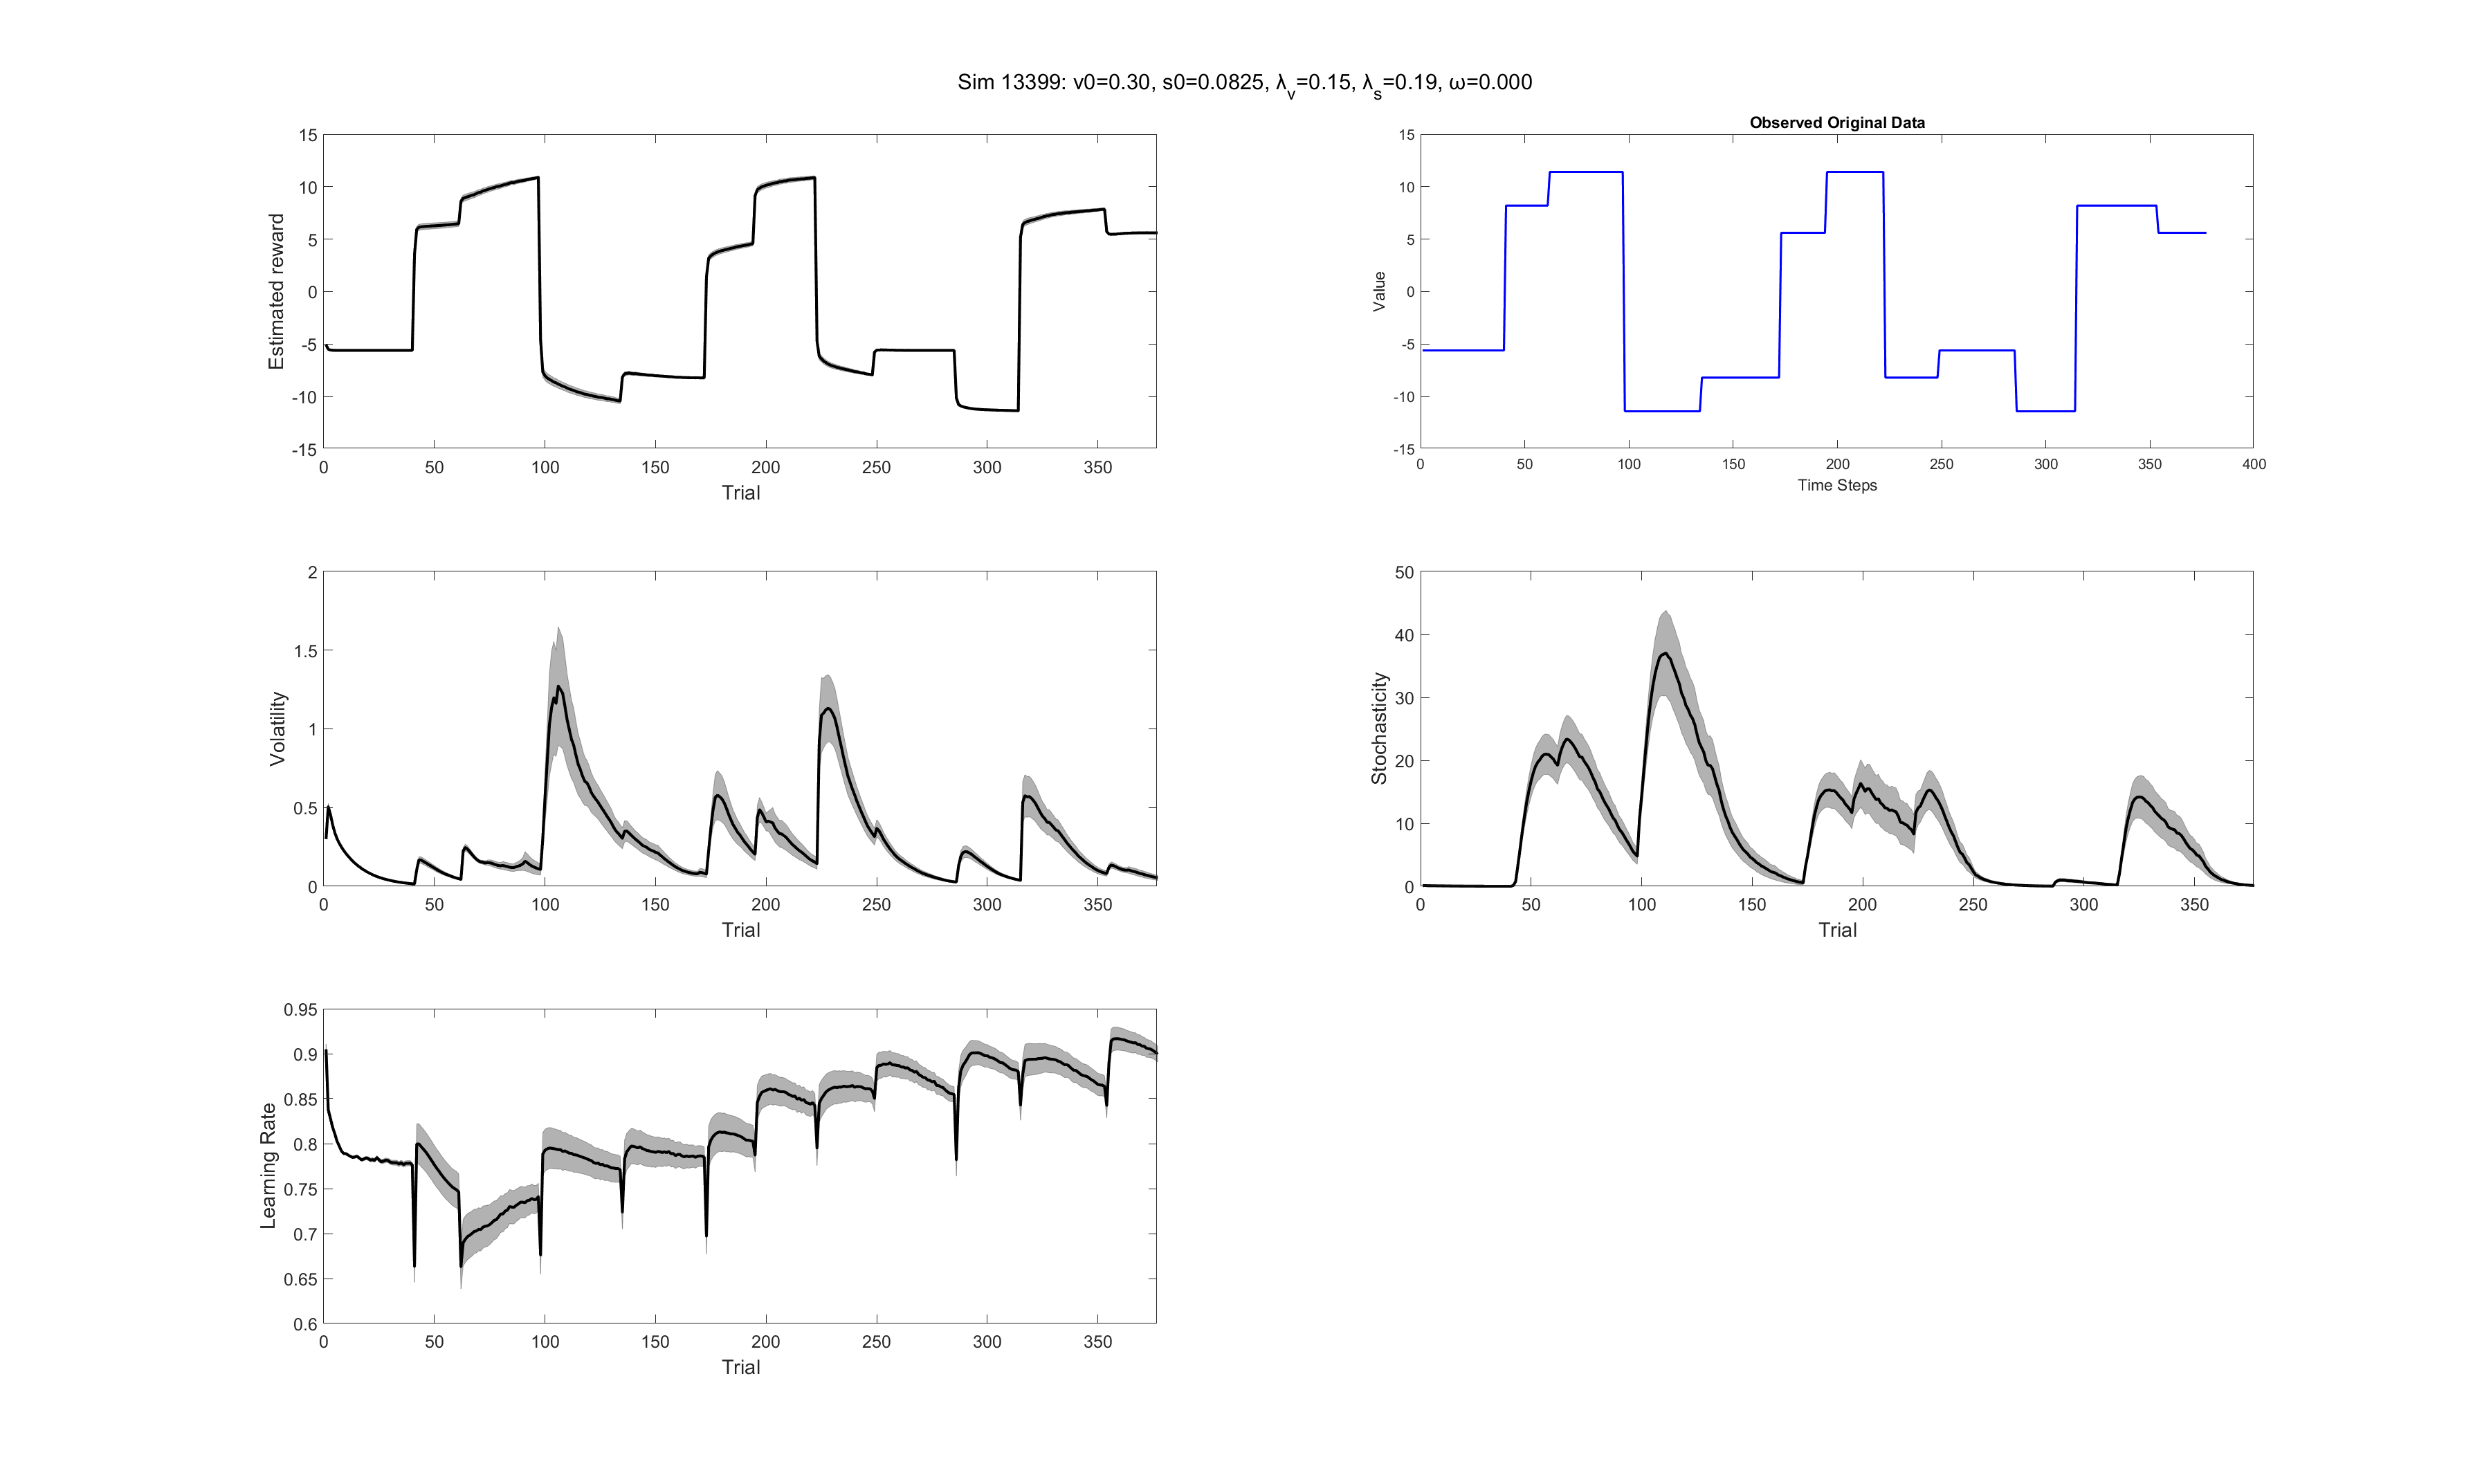 Sim 13399: v0=0.30, s0=0.0825, λv=0.15, λs=0.19, ω=0.000
15
10
5
0
-5
-10
-15
Estimated reward
0 50 100 150 200 250 300 350
Trial
Observed Original Data
15
10
5
0
-5
-10
-15
Value
0 50 100 150 200 250 300 350 400
Time Steps
2
1.5
1
0.5
0
Volatility
0 50 100 150 200 250 300 350
Trial
50
40
30
20
10
0
Stochasticity
0 50 100 150 200 250 300 350
Trial
0.95
0.9
0.85
0.8
0.75
0.7
0.65
0.6
Learning Rate
0 50 100 150 200 250 300 350
Trial